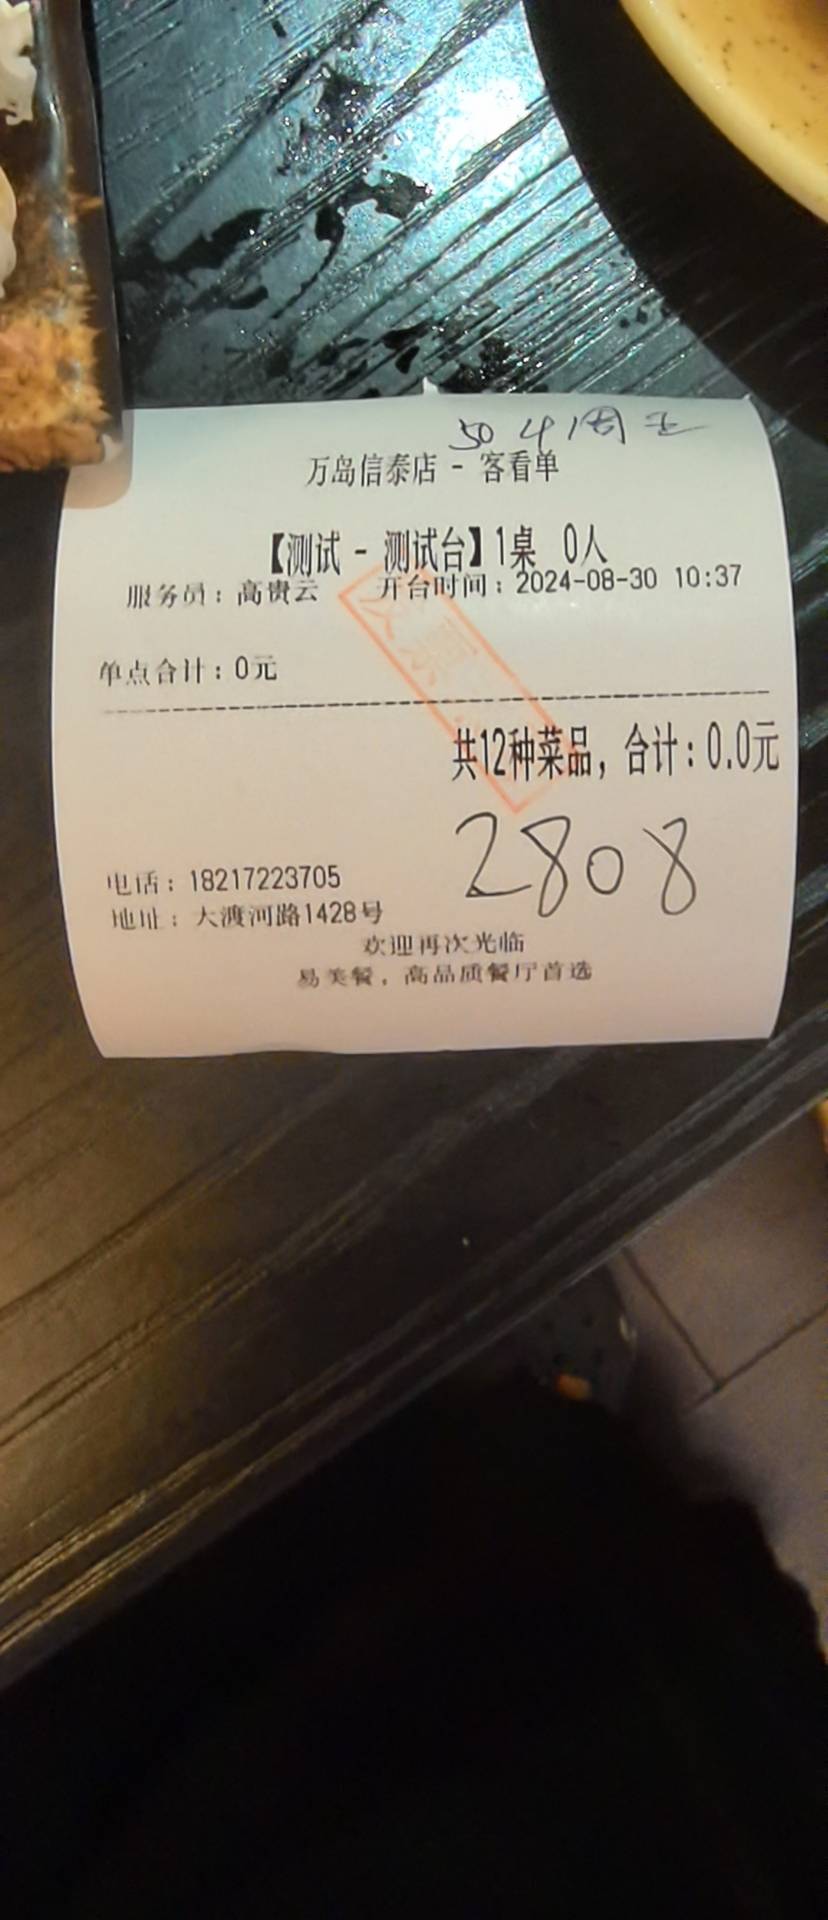 504周
万岛信泰店 - 客看单
【测试 - 测试台】1桌 0人
服务员：高贵云 开台时间：2024-08-30 10:37
发票
单点合计：0元
共12种菜品，合计：0.0元
2808
电话：18217223705
地址：大渡河路1428号
欢迎再次光临
易美餐，高品质餐厅首选